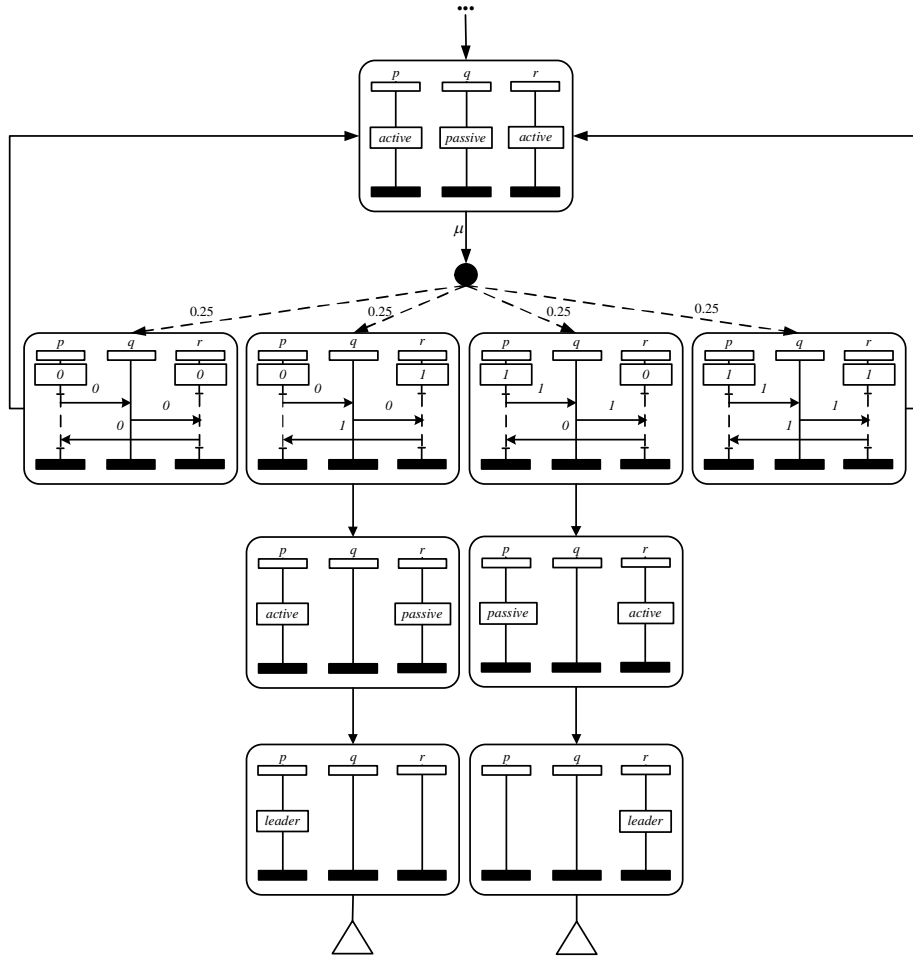 ...
p q r
active passive active
μ
0.25 0.25 0.25 0.25
p q r p q r p q r p q r
0 0 0 1 1 0 1 1
0 0 1 1
0 0 1 1
0 1 0 1
p q r p q r
active passive passive active
p q r p q r
leader leader